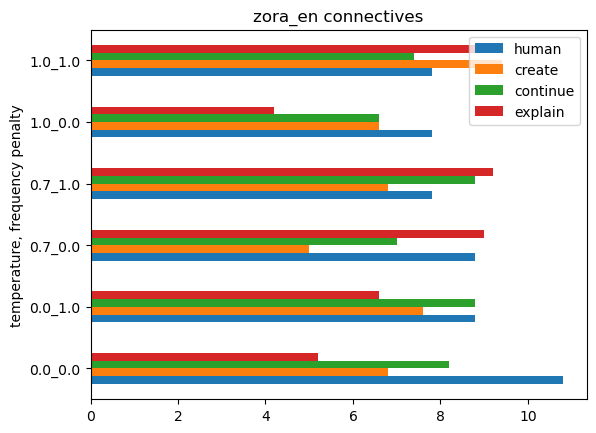 zora_en connectives
human
create
continue
explain
temperature, frequency penalty
1.0_1.0
1.0_0.0
0.7_1.0
0.7_0.0
0.0_1.0
0.0_0.0
0 2 4 6 8 10